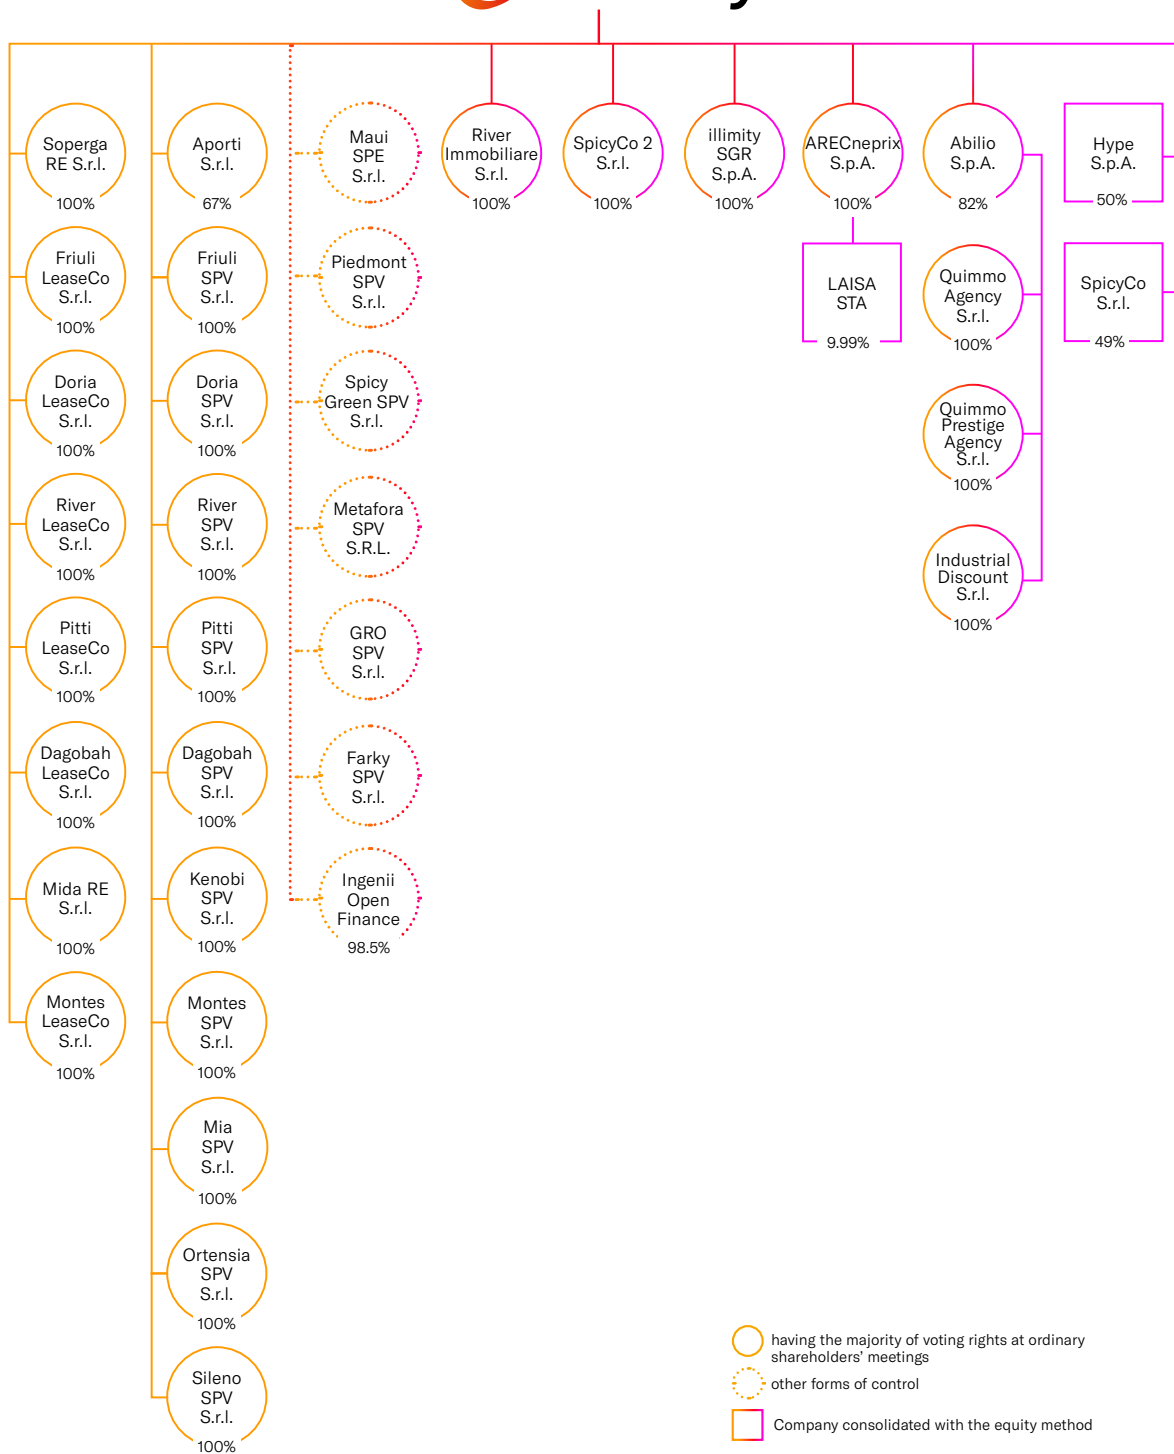 Soperga
RE S.r.l.
100%
Friuli
LeaseCo
S.r.l.
100%
Doria
LeaseCo
S.r.l.
100%
River
LeaseCo
S.r.l.
100%
Pitti
LeaseCo
S.r.l.
100%
Dagobah
LeaseCo
S.r.l.
100%
Mida RE
S.r.l.
100%
Montes
LeaseCo
S.r.l.
100%
Aporti
S.r.l.
67%
Friuli
SPV
S.r.l.
100%
Doria
SPV
S.r.l.
100%
River
SPV
S.r.l.
100%
Pitti
SPV
S.r.l.
100%
Dagobah
SPV
S.r.l.
100%
Kenobi
SPV
S.r.l.
100%
Montes
SPV
S.r.l.
100%
Mia
SPV
S.r.l.
100%
Ortensia
SPV
S.r.l.
100%
Sileno
SPV
S.r.l.
100%
Maui
SPE
S.r.l.
Piedmont
SPV
S.r.l.
Spicy
Green SPV
S.r.l.
Metafora
SPV
S.R.L.
GRO
SPV
S.r.l.
Farky
SPV
S.r.l.
Ingenii
Open
Finance
98.5%
River
Immobiliare
S.r.l.
100%
SpicyCo 2
S.r.l.
100%
illimity
SGR
S.p.A.
100%
ARECneprix
S.p.A.
100%
LAISA
STA
9.99%
Abilio
S.p.A.
82%
Quimmo
Agency
S.r.l.
100%
Quimmo
Prestige
Agency
S.r.l.
100%
Industrial
Discount
S.r.l.
100%
Hype
S.p.A.
50%
SpicyCo
S.r.l.
49%
having the majority of voting rights at ordinary
shareholders' meetings
other forms of control
Company consolidated with the equity method